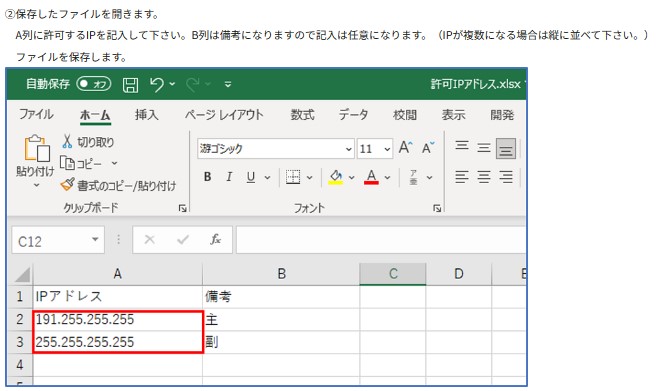 ②保存したファイルを開きます。
A列に許可するIPを記入して下さい。B列は備考になりますので記入は任意になります。（IPが複数になる場合は縦に並べて下さい。）
ファイルを保存します。
自動保存 オフ 許可IPアドレス.xlsx
ファイル ホーム 挿入 ページ レイアウト 数式 データ 校閲 表示 開発
貼り付け
切り取り
コピー
書式のコピー/貼り付け
クリップボード
游ゴシック 11 A A
B I U A ア亜
フォント
C12 fx
A B C D E
1 IPアドレス 備考
2 191.255.255.255 主
3 255.255.255.255 副
4